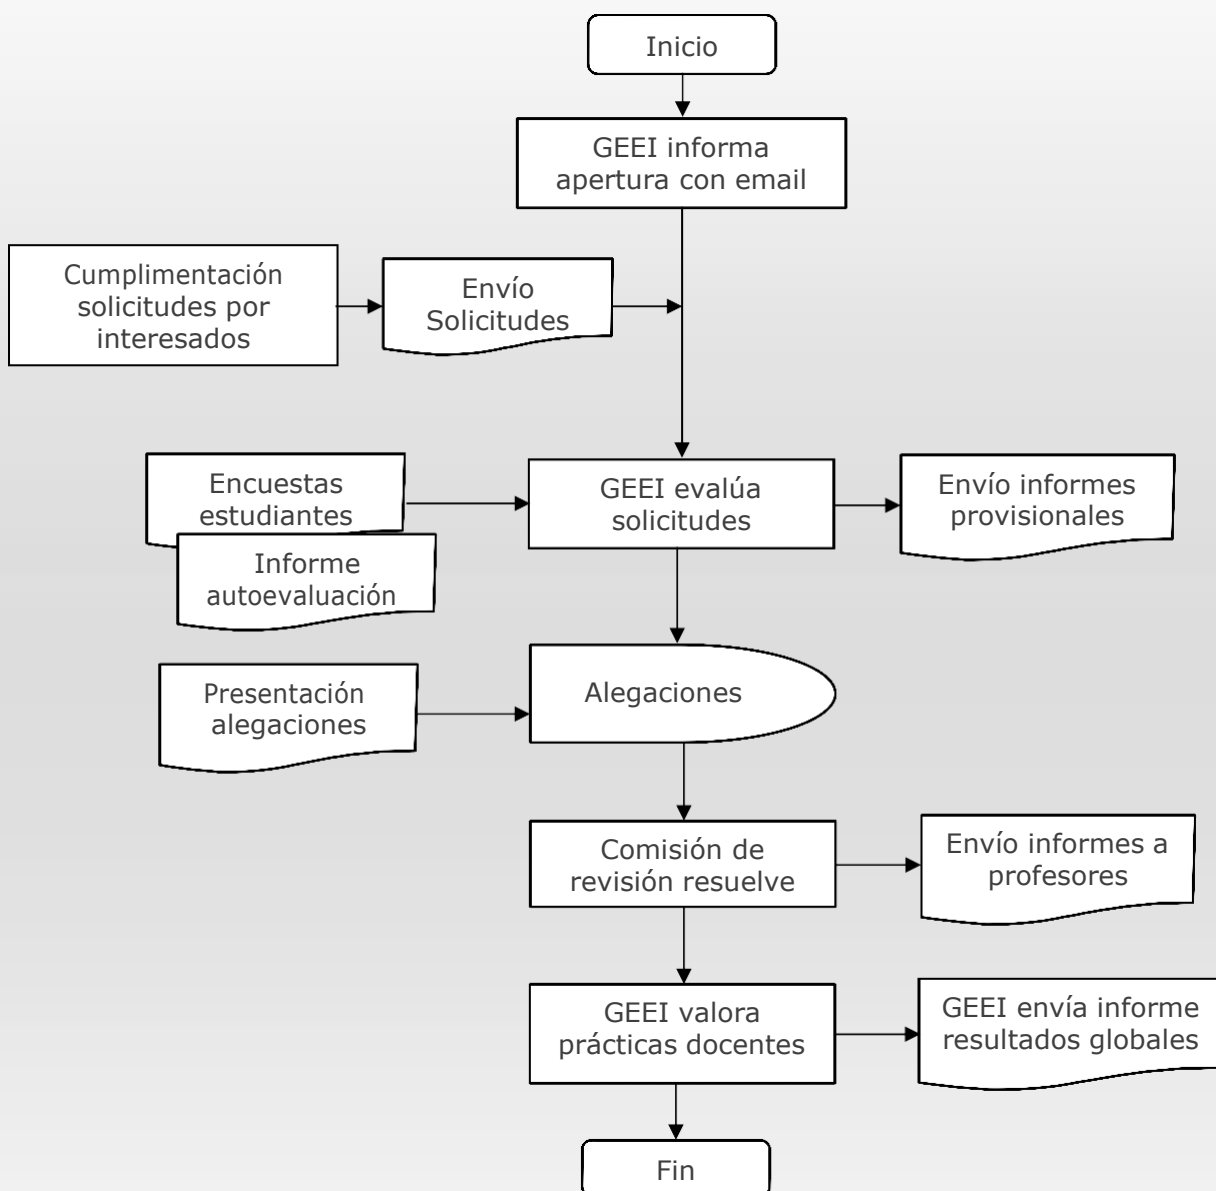 Inicio
GEEI informa
apertura con email
Cumplimentación
solicitudes por
interesados
Envío
Solicitudes
Encuestas
estudiantes
Informe
autoevaluación
GEEI evalúa
solicitudes
Envío informes
provisionales
Presentación
alegaciones
Alegaciones
Comisión de
revisión resuelve
Envío informes a
profesores
GEEI valora
prácticas docentes
GEEI envía informe
resultados globales
Fin